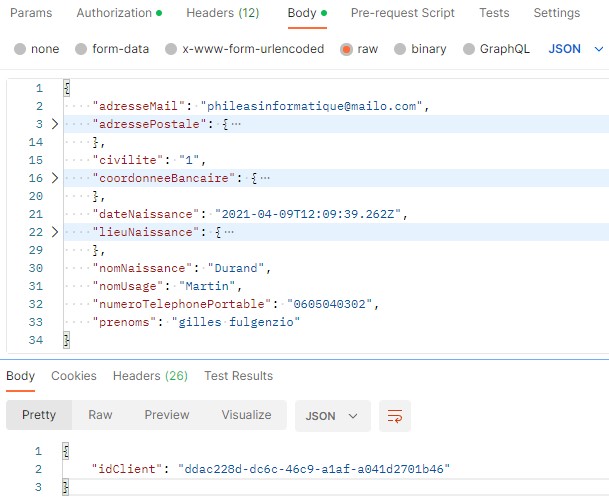 Params Authorization Headers (12) Body Pre-request Script Tests Settings
none form-data x-www-form-urlencoded raw binary GraphQL JSON
1 {
2 "adresseMail": "phileasinformatique@mailo.com",
3 "adressePostale": {…
14 },
15 "civilite": "1",
16 "coordonneeBancaire": {…
20 },
21 "dateNaissance": "2021-04-09T12:09:39.262Z",
22 "lieuNaissance": {…
29 },
30 "nomNaissance": "Durand",
31 "nomUsage": "Martin",
32 "numeroTelephonePortable": "0605040302",
33 "prenoms": "gilles fulgenzio"
34 }
Body Cookies Headers (26) Test Results
Pretty Raw Preview Visualize JSON
1 {
2 "idClient": "ddac228d-dc6c-46c9-a1af-a041d2701b46"
3 }